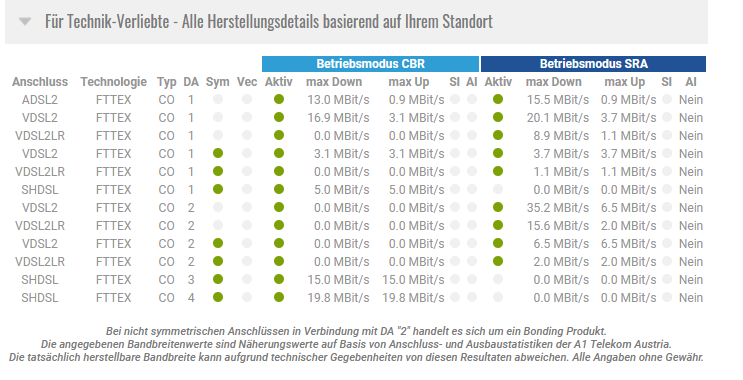 Für Technik-Verliebte - Alle Herstellungsdetails basierend auf Ihrem Standort
Betriebsmodus CBR Betriebsmodus SRA
Anschluss Technologie Typ DA Sym Vec Aktiv max Down max Up SI AI Aktiv max Down max Up SI AI
ADSL2 FTTEX CO 1 13.0 MBit/s 0.9 MBit/s 15.5 MBit/s 0.9 MBit/s Nein
VDSL2 FTTEX CO 1 16.9 MBit/s 3.1 MBit/s 20.1 MBit/s 3.7 MBit/s Nein
VDSL2LR FTTEX CO 1 0.0 MBit/s 0.0 MBit/s 8.9 MBit/s 1.1 MBit/s Nein
VDSL2 FTTEX CO 1 3.1 MBit/s 3.1 MBit/s 3.7 MBit/s 3.7 MBit/s Nein
VDSL2LR FTTEX CO 1 0.0 MBit/s 0.0 MBit/s 1.1 MBit/s 1.1 MBit/s Nein
SHDSL FTTEX CO 1 5.0 MBit/s 5.0 MBit/s 0.0 MBit/s 0.0 MBit/s Nein
VDSL2 FTTEX CO 2 0.0 MBit/s 0.0 MBit/s 35.2 MBit/s 6.5 MBit/s Nein
VDSL2LR FTTEX CO 2 0.0 MBit/s 0.0 MBit/s 15.6 MBit/s 2.0 MBit/s Nein
VDSL2 FTTEX CO 2 0.0 MBit/s 0.0 MBit/s 6.5 MBit/s 6.5 MBit/s Nein
VDSL2LR FTTEX CO 2 0.0 MBit/s 0.0 MBit/s 2.0 MBit/s 2.0 MBit/s Nein
SHDSL FTTEX CO 3 15.0 MBit/s 15.0 MBit/s 0.0 MBit/s 0.0 MBit/s Nein
SHDSL FTTEX CO 4 19.8 MBit/s 19.8 MBit/s 0.0 MBit/s 0.0 MBit/s Nein
Bei nicht symmetrischen Anschlüssen in Verbindung mit DA "2" handelt es sich um ein Bonding Produkt.
Die angegebenen Bandbreitenwerte sind Näherungswerte auf Basis von Anschluss- und Ausbaustatistiken der A1 Telekom Austria.
Die tatsächlich herstellbare Bandbreite kann aufgrund technischer Gegebenheiten von diesen Resultaten abweichen. Alle Angaben ohne Gewähr.